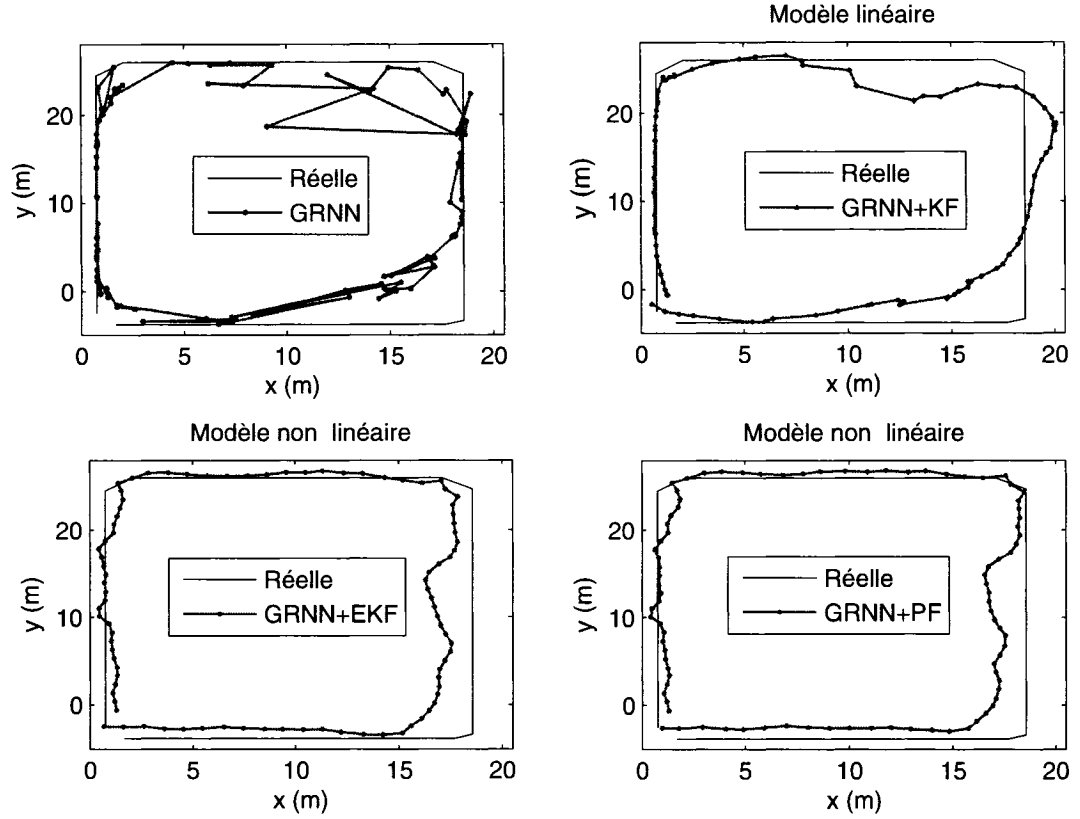 Modèle linéaire
y (m)
20
10
0
Réelle
GRNN
0 5 10 15 20
x (m)
y (m)
20
10
0
Réelle
GRNN+KF
0 5 10 15 20
x (m)
Modèle non linéaire
y (m)
20
10
0
Réelle
GRNN+EKF
0 5 10 15 20
x (m)
Modèle non linéaire
y (m)
20
10
0
Réelle
GRNN+PF
0 5 10 15 20
x (m)